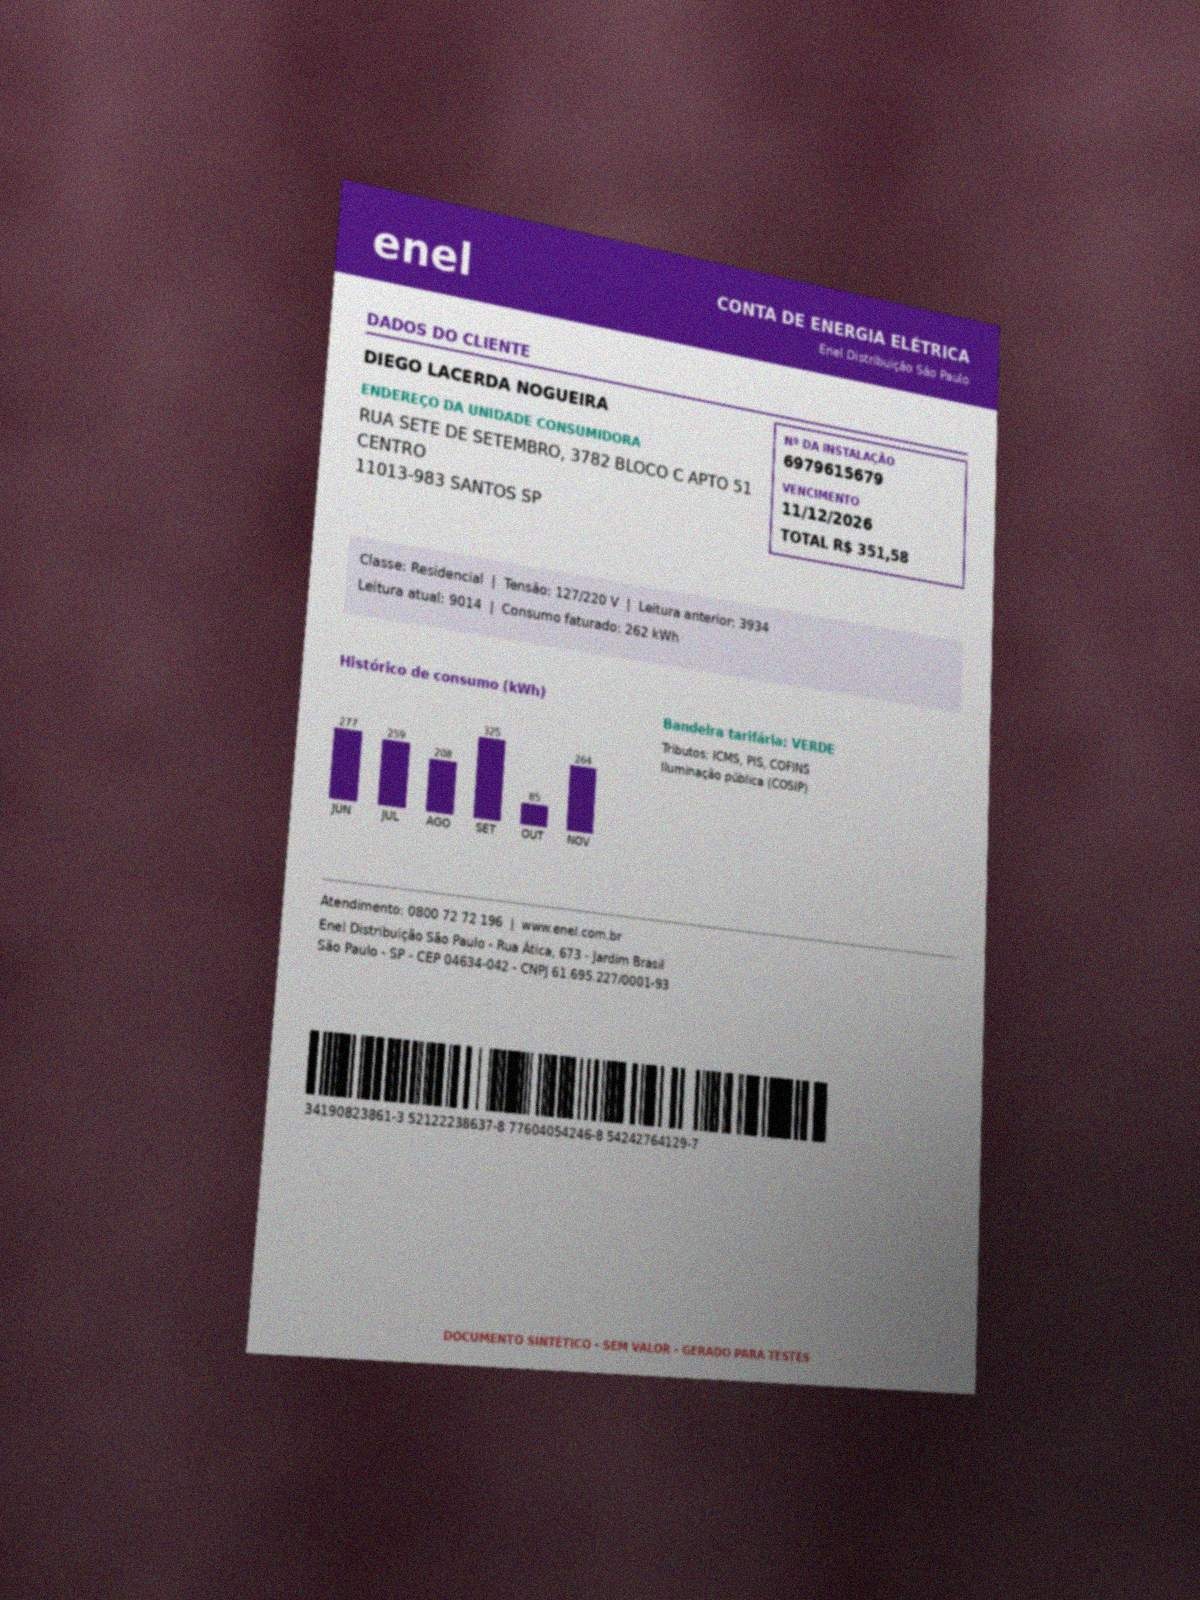 enel
CONTA DE ENERGIA ELÉTRICA
Enel Distribuição São Paulo
DADOS DO CLIENTE
DIEGO LACERDA NOGUEIRA
ENDEREÇO DA UNIDADE CONSUMIDORA
RUA SETE DE SETEMBRO, 3782 BLOCO C APTO 51
CENTRO
11013-983 SANTOS SP
Nº DA INSTALAÇÃO
6979615679
VENCIMENTO
11/12/2026
TOTAL R$ 351,58
Classe: Residencial | Tensão: 127/220 V | Leitura anterior: 3934
Leitura atual: 9014 | Consumo faturado: 262 kWh
Histórico de consumo (kWh)
277 259 208 325 85 264
JUN JUL AGO SET OUT NOV
Bandeira tarifária: VERDE
Tributos: ICMS, PIS, COFINS
Iluminação pública (COSIP)
Atendimento: 0800 72 72 196 | www.enel.com.br
Enel Distribuição São Paulo - Rua Ática, 673 - Jardim Brasil
São Paulo - SP - CEP 04634-042 - CNPJ 61.695.227/0001-93
34190823861-3 52122238637-8 77604054246-8 54242764129-7
DOCUMENTO SINTÉTICO - SEM VALOR - GERADO PARA TESTES